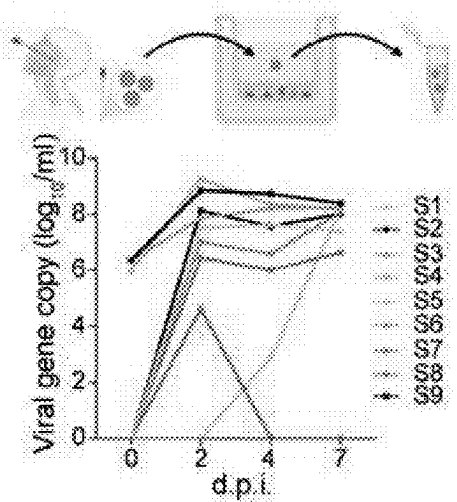 10
8
6
4
2
0
Viral gene copy (log10/ml)
0 2 4 7
d.p.i.
S1
S2
S3
S4
S5
S6
S7
S8
S9